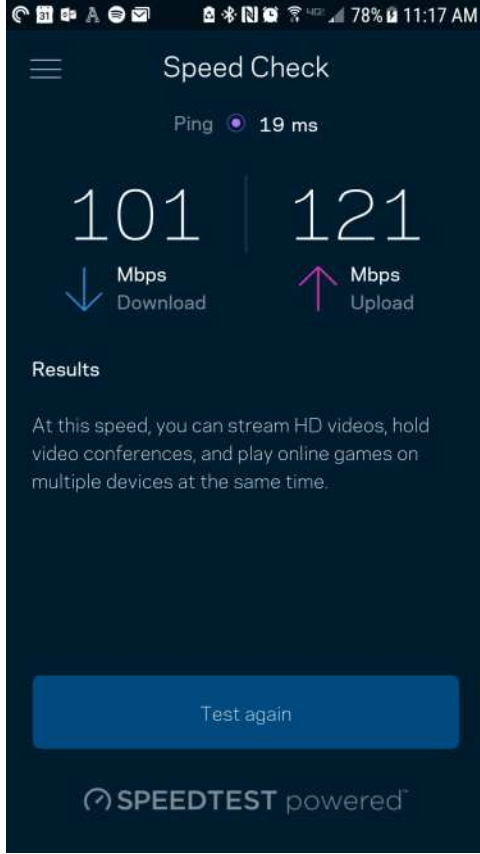 31 78% 11:17 AM
Speed Check
Ping 19 ms
101 121
Mbps Mbps
Download Upload
Results
At this speed, you can stream HD videos, hold
video conferences, and play online games on
multiple devices at the same time.
Test again
SPEEDTEST powered™